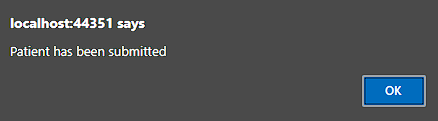 localhost:44351 says
Patient has been submitted
OK